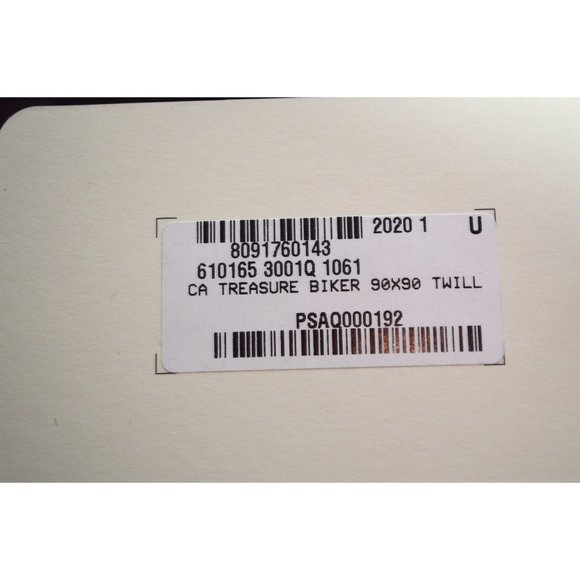 2020 1 U
8091760143
610165 3001Q 1061
CA TREASURE BIKER 90X90 TWILL
PSAQ000192